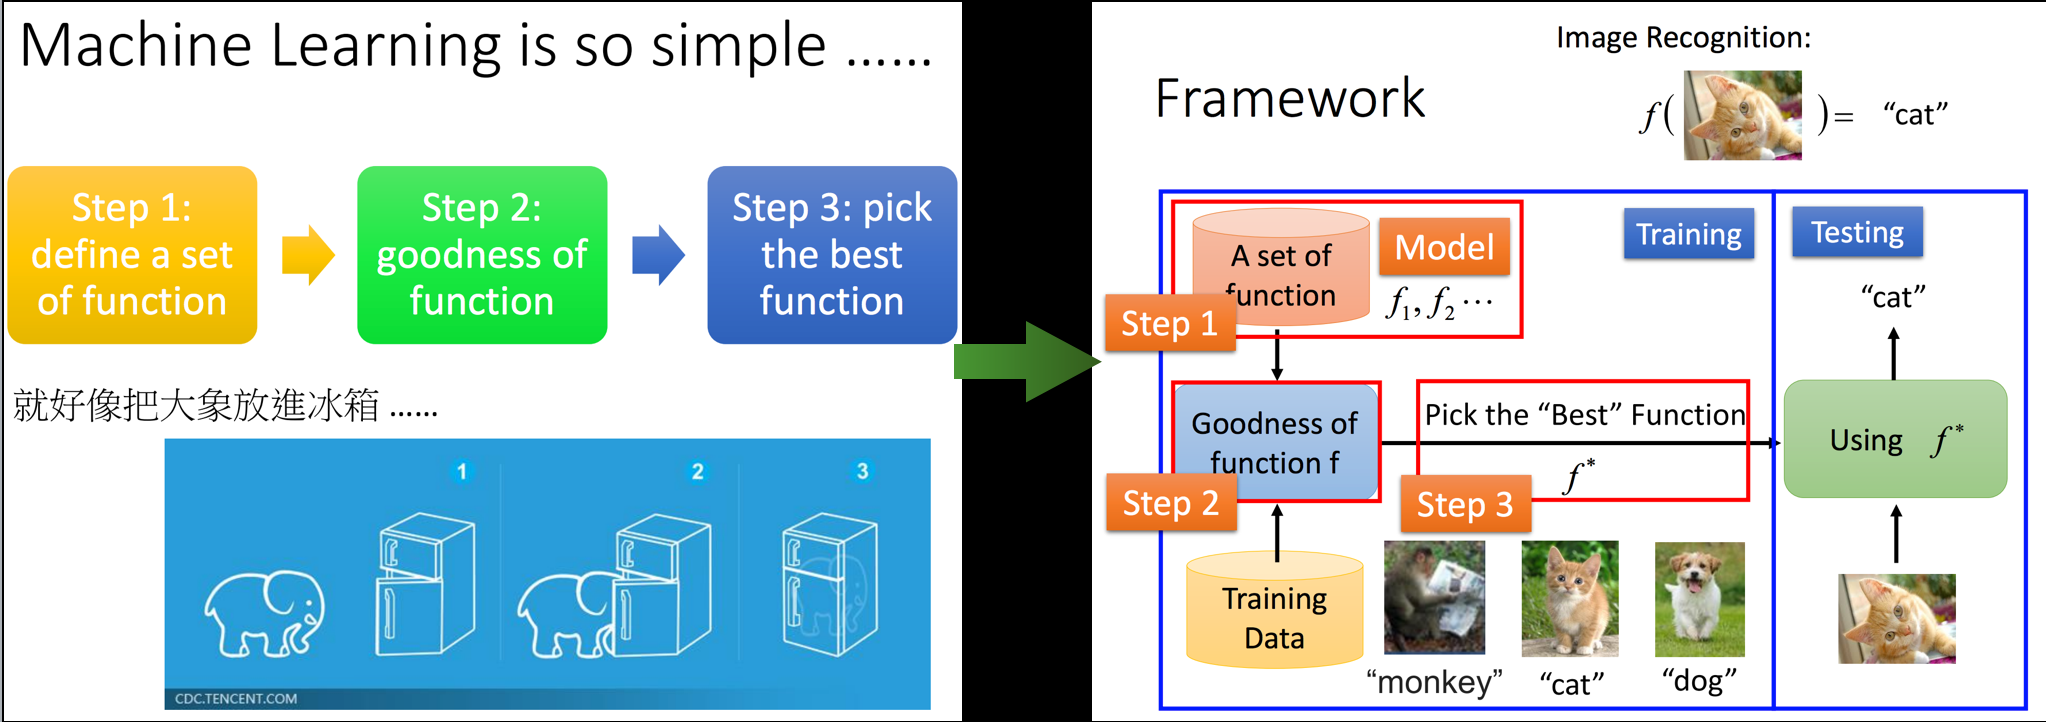 Machine Learning is so simple ……
Step 1:
define a set
of function
Step 2:
goodness of
function
Step 3: pick
the best
function
就好像把大象放進冰箱 ……
1
2
3
CDC.TENCENT.COM
Image Recognition:
Framework
f( ) = “cat”
A set of
function
Model
f₁, f₂ ⋯
Training
Testing
Step 1
“cat”
Goodness of
function f
Step 2
Pick the “Best” Function
f*
Step 3
Using f*
Training
Data
“monkey”
“cat”
“dog”